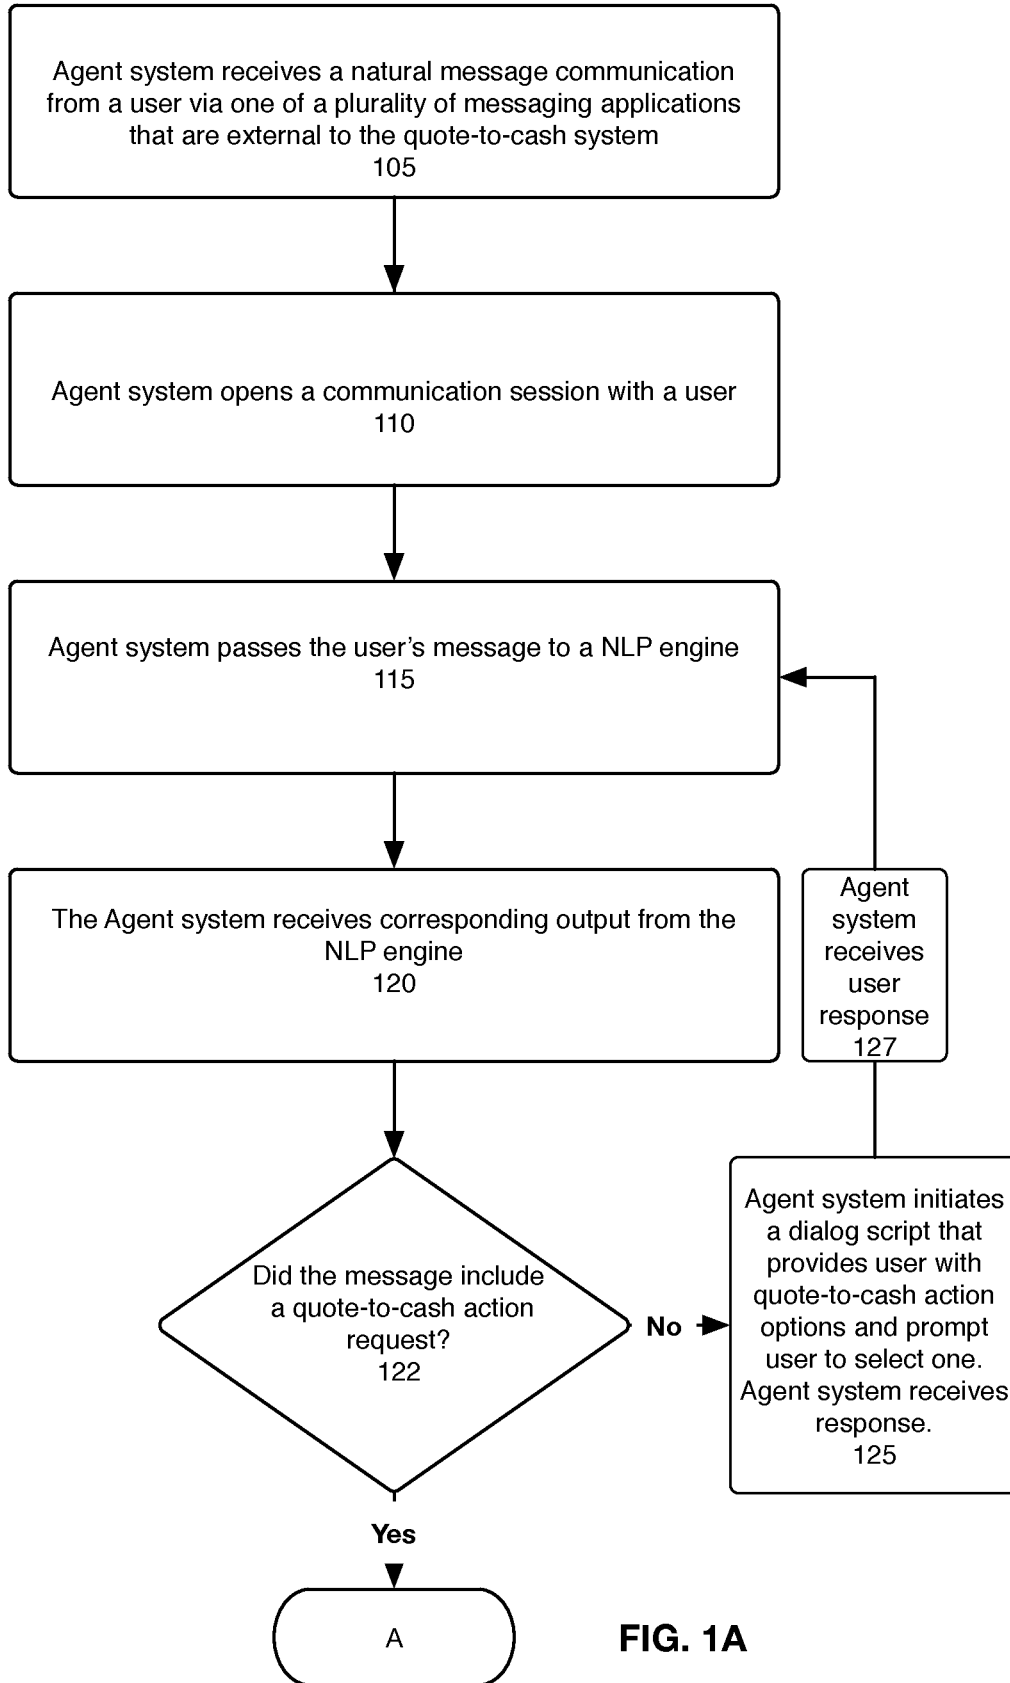 Agent system receives a natural message communication
from a user via one of a plurality of messaging applications
that are external to the quote-to-cash system
105
Agent system opens a communication session with a user
110
Agent system passes the user’s message to a NLP engine
115
The Agent system receives corresponding output from the
NLP engine
120
Agent
system
receives
user
response
127
Did the message include
a quote-to-cash action
request?
122
No
Agent system initiates
a dialog script that
provides user with
quote-to-cash action
options and prompt
user to select one.
Agent system receives
response.
125
Yes
A
FIG. 1A